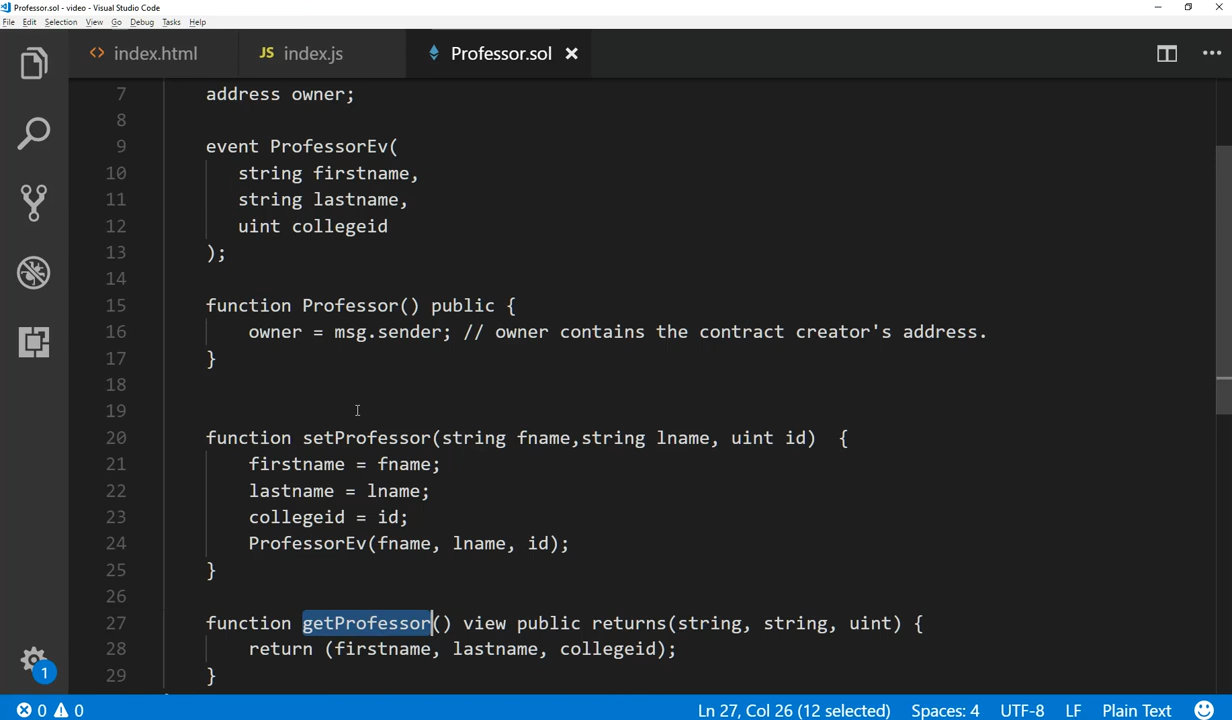 Professor.sol - video - Visual Studio Code
File Edit Selection View Go Debug Tasks Help
<> index.html JS index.js Professor.sol
7 address owner;
8
9 event ProfessorEv(
10 string firstname,
11 string lastname,
12 uint collegeid
13 );
14
15 function Professor() public {
16 owner = msg.sender; // owner contains the contract creator's address.
17 }
18
19
20 function setProfessor(string fname,string lname, uint id)  {
21 firstname = fname;
22 lastname = lname;
23 collegeid = id;
24 ProfessorEv(fname, lname, id);
25 }
26
27 function getProfessor() view public returns(string, string, uint) {
28 return (firstname, lastname, collegeid);
29 }
1
0 0 Ln 27, Col 26 (12 selected) Spaces: 4 UTF-8 LF Plain Text